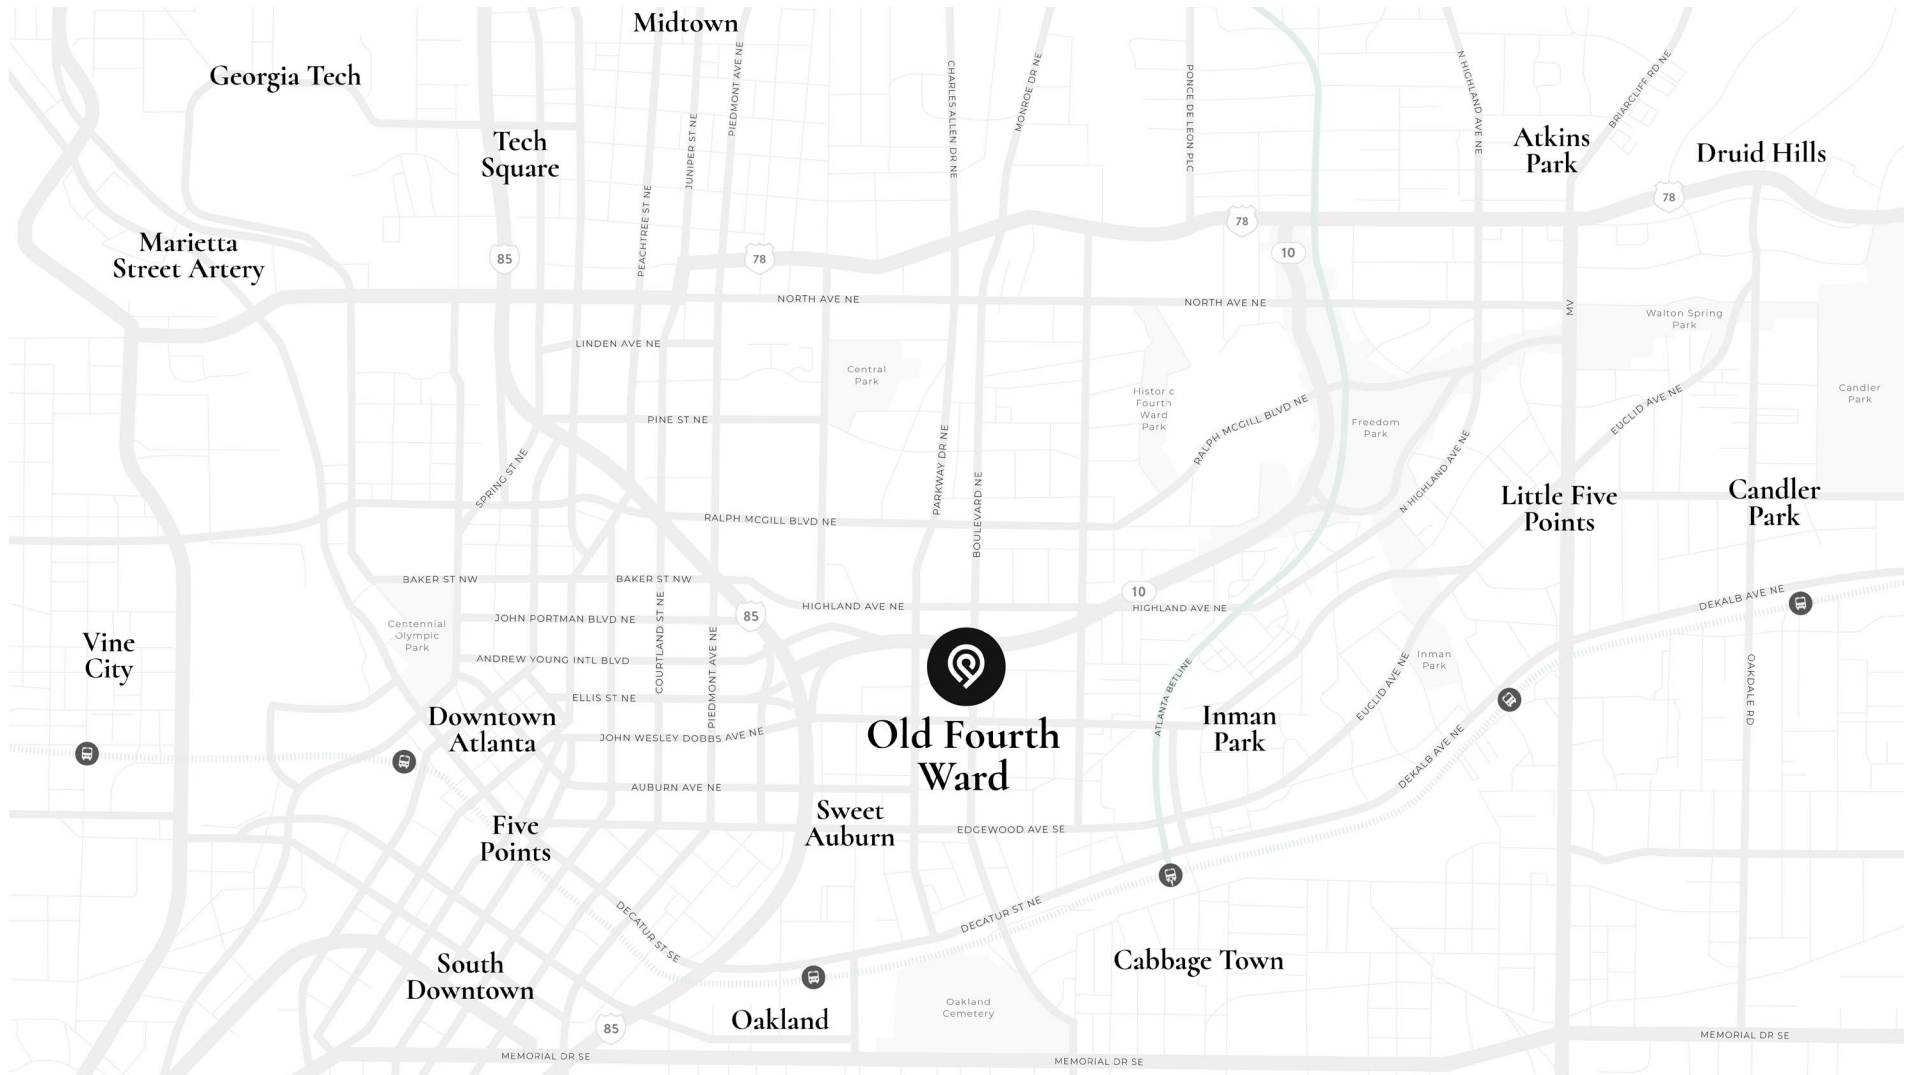 Midtown
Georgia Tech
Tech
Square
Atkins
Park
Druid Hills
Marietta
Street Artery
PIEDMONT AVE NE
JUNIPER ST NE
PEACHTREE ST NE
CHARLES ALLEN DR NE
MONROE DR NE
PONCE DE LEON PLC
N HIGHLAND AVE NE
BRIARCLIFF RD NE
78
78
78
85
10
NORTH AVE NE
NORTH AVE NE
LINDEN AVE NE
Walton Spring
Park
Central
Park
Histor c
Fourth
Ward
Park
Candler
Park
PINE ST NE
RALPH MCGILL BLVD NE
Freedom
Park
EUCLID AVE NE
SPRING ST NE
PARKWAY DR NE
BOULEVARD NE
N HIGHLAND AVE NE
Little Five
Points
Candler
Park
RALPH MCGILL BLVD NE
BAKER ST NW
BAKER ST NW
10
HIGHLAND AVE NE
HIGHLAND AVE NE
DEKALB AVE NE
JOHN PORTMAN BLVD NE
85
COURTLAND ST NE
PIEDMONT AVE NE
Centennial
Olympic
Park
Vine
City
ANDREW YOUNG INTL BLVD
ELLIS ST NE
Inman
Park
ATLANTA BETLINE
EUCLID AVE NE
OAKDALE RD
Downtown
Atlanta
JOHN WESLEY DOBBS AVE NE
Old Fourth
Ward
Inman
Park
DEKALB AVE NE
AUBURN AVE NE
Sweet
Auburn
Five
Points
EDGEWOOD AVE SE
DECATUR ST SE
DECATUR ST NE
South
Downtown
Cabbage Town
Oakland
Oakland
Cemetery
85
MEMORIAL DR SE
MEMORIAL DR SE
MEMORIAL DR SE